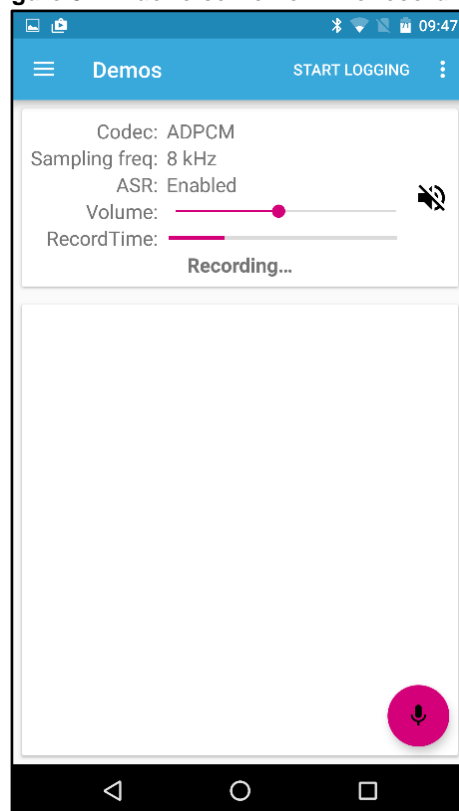 09:47
Demos START LOGGING
Codec: ADPCM
Sampling freq: 8 kHz
ASR: Enabled
Volume:
RecordTime:
Recording...